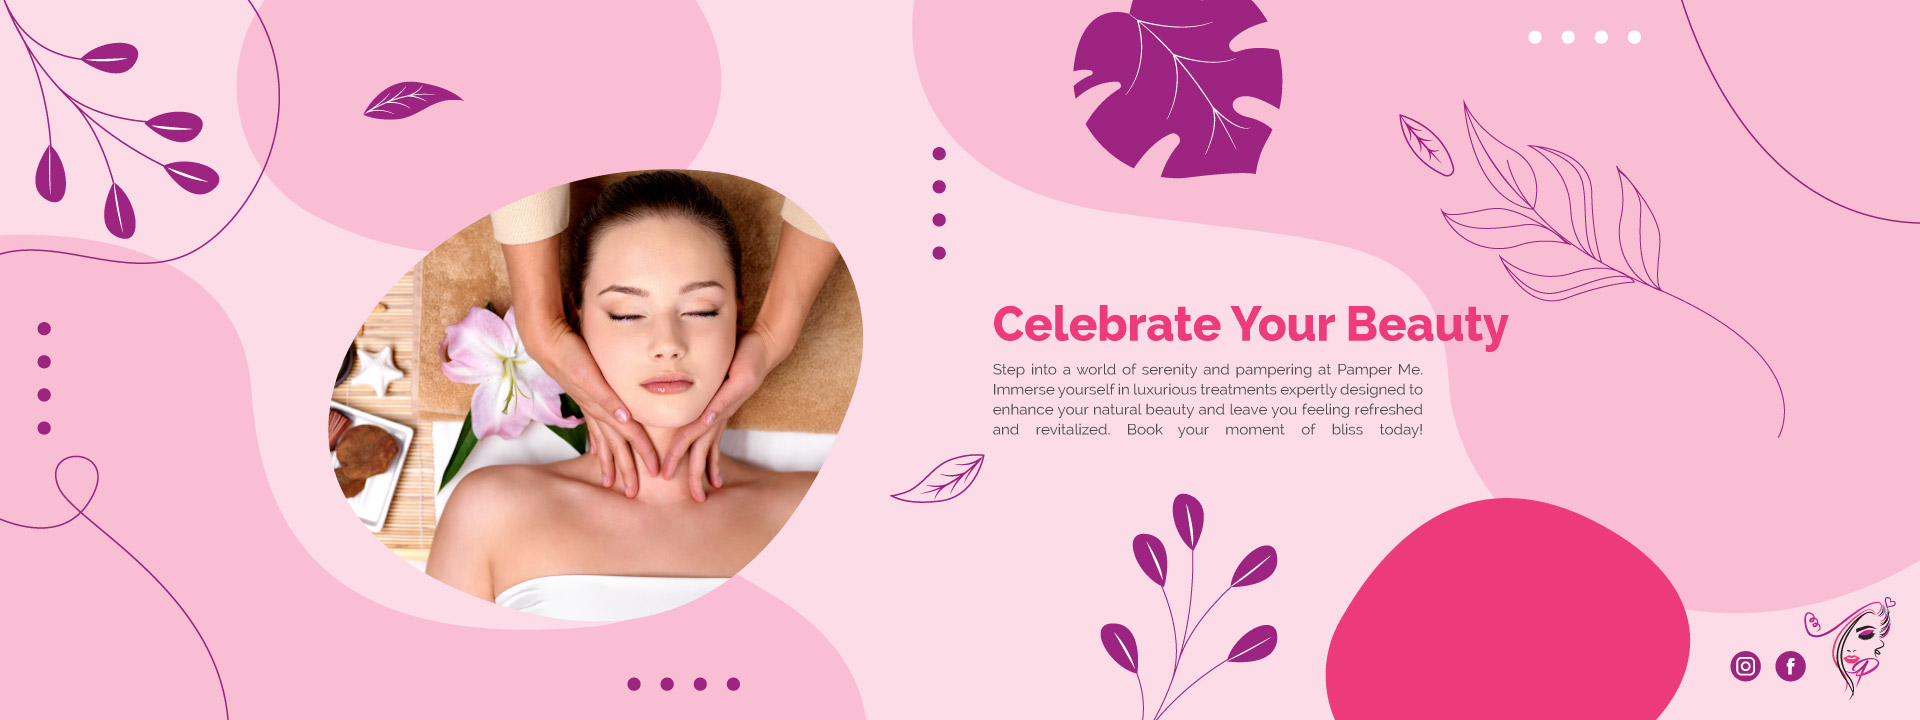 Celebrate Your Beauty
Step into a world of serenity and pampering at Pamper Me.
Immerse yourself in luxurious treatments expertly designed to
enhance your natural beauty and leave you feeling refreshed
and revitalized. Book your moment of bliss today!